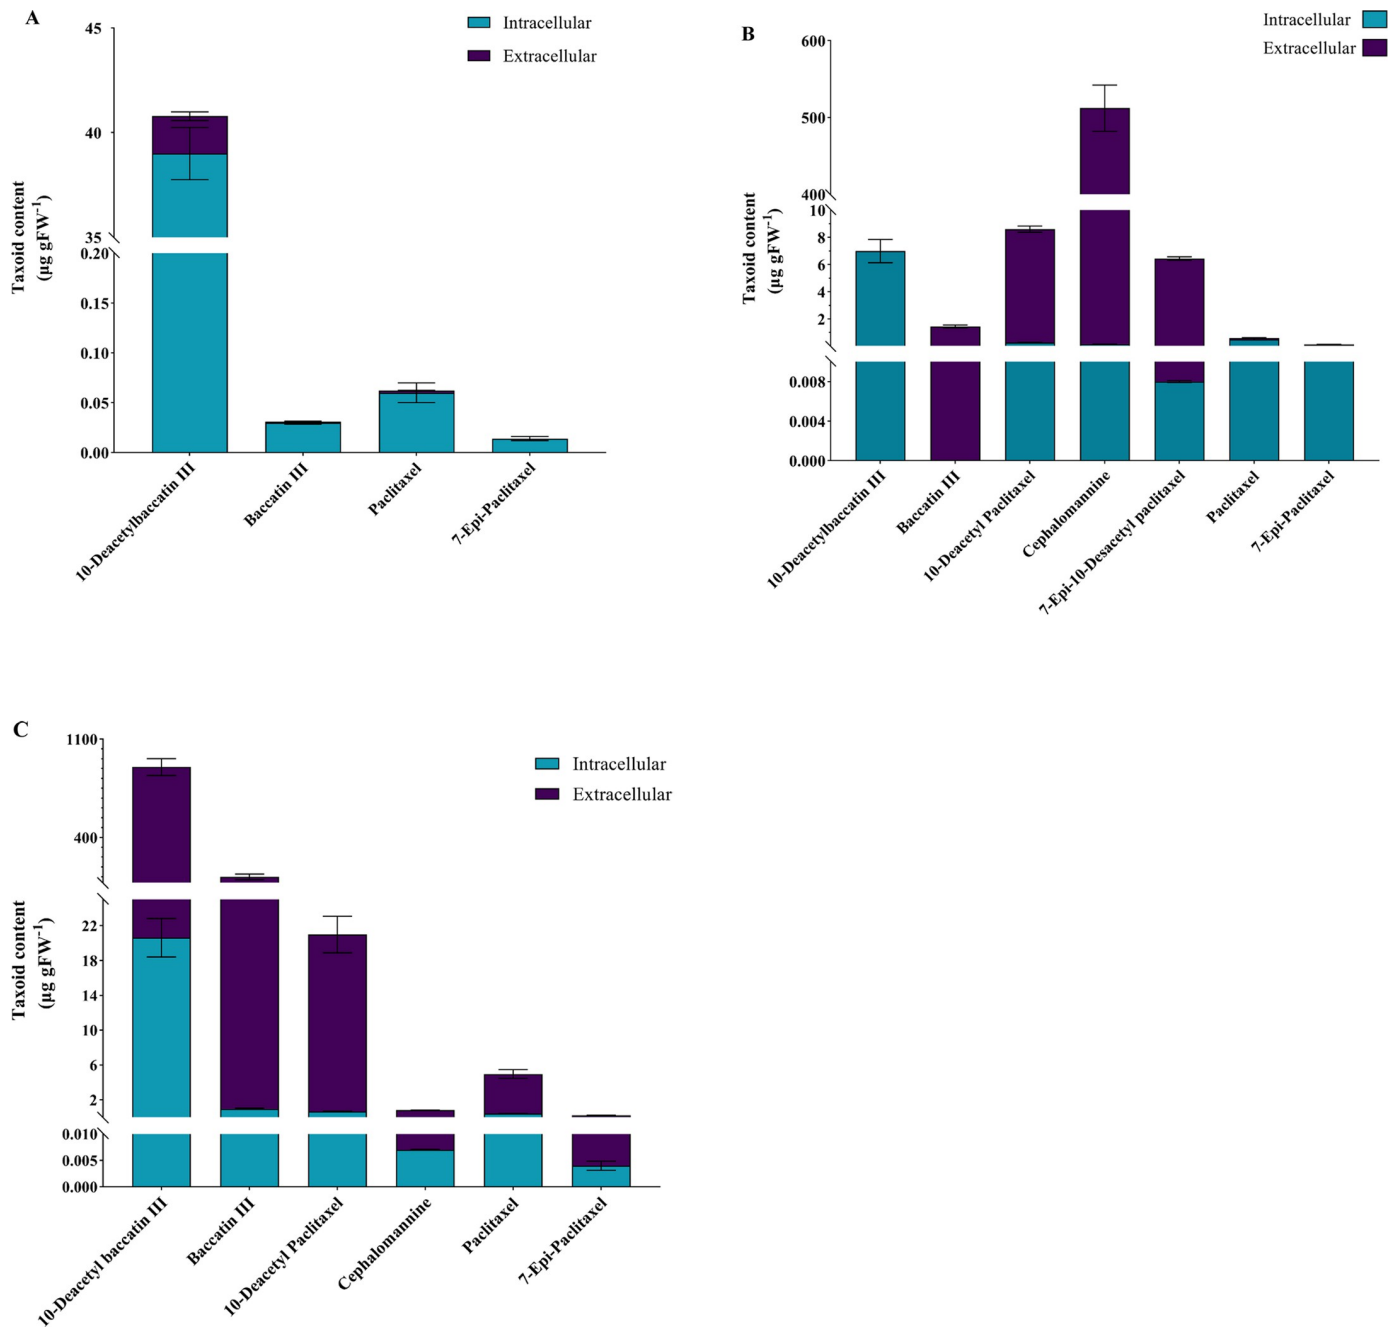 A
Intracellular
Extracellular
Taxoid content
(µg gFW⁻¹)
45
40
35
0.20
0.15
0.10
0.05
0.00
10-Deacetylbaccatin III
Baccatin III
Paclitaxel
7-Epi-Paclitaxel
B
Intracellular
Extracellular
Taxoid content
(µg gFW⁻¹)
600
500
400
10
8
6
4
2
0.008
0.004
0.000
10-Deacetylbaccatin III
Baccatin III
10-Deacetyl Paclitaxel
Cephalomannine
7-Epi-10-Desacetyl paclitaxel
Paclitaxel
7-Epi-Paclitaxel
C
Intracellular
Extracellular
Taxoid content
(µg gFW⁻¹)
1100
400
22
18
14
10
6
2
0.010
0.005
0.000
10-Deacetyl baccatin III
Baccatin III
10-Deacetyl Paclitaxel
Cephalomannine
Paclitaxel
7-Epi-Paclitaxel